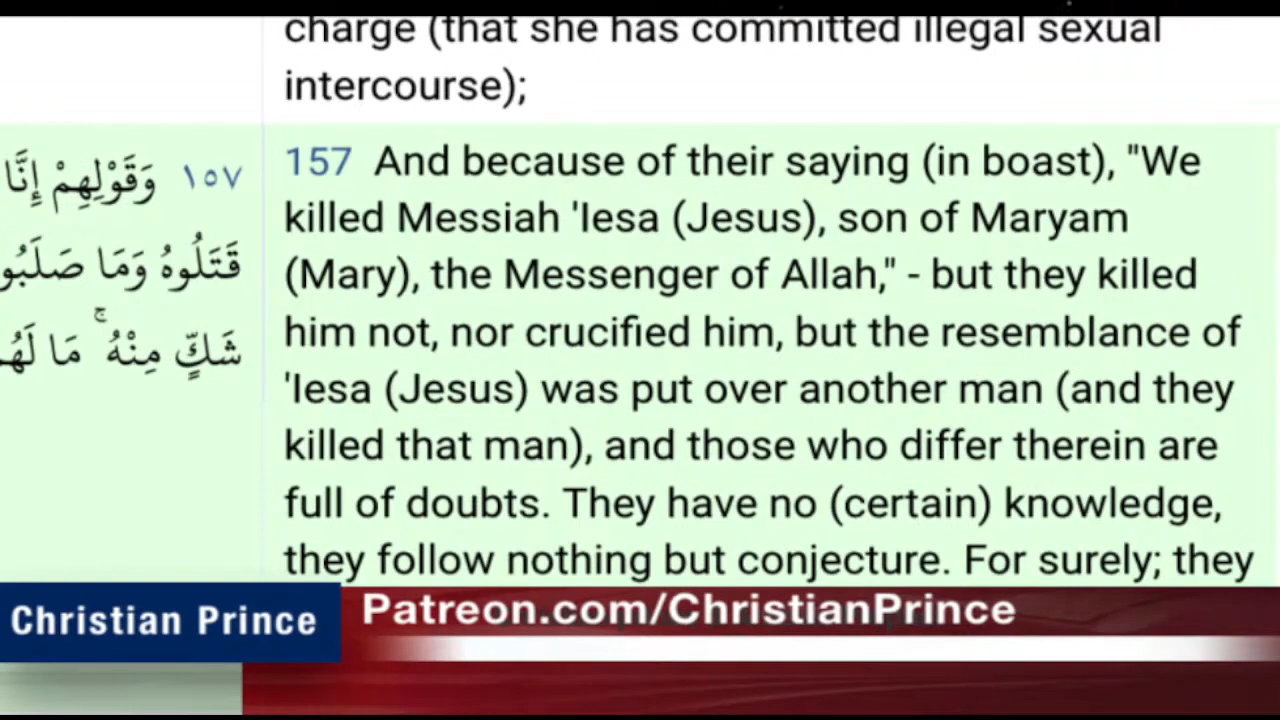 charge (that she has committed illegal sexual
intercourse);
١٥٧ وَقَوْلِهِمْ إِنَّا
قَتَلُوهُ وَمَا
شَكٍّ مِنْهُ ۚ مَا
157 And because of their saying (in boast), "We
killed Messiah 'Iesa (Jesus), son of Maryam
(Mary), the Messenger of Allah," - but they killed
him not, nor crucified him, but the resemblance of
'Iesa (Jesus) was put over another man (and they
killed that man), and those who differ therein are
full of doubts. They have no (certain) knowledge,
they follow nothing but conjecture. For surely; they
Christian Prince
Patreon.com/ChristianPrince